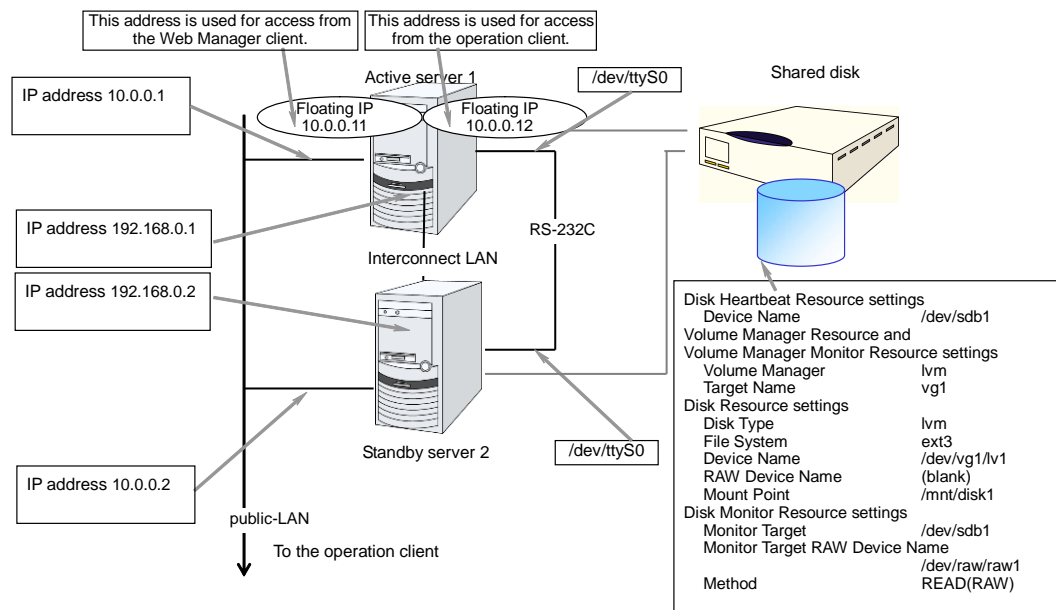 This address is used for access from
the Web Manager client.
This address is used for access
from the operation client.
Active server 1
/dev/ttyS0
Shared disk
IP address 10.0.0.1
Floating IP
10.0.0.11
Floating IP
10.0.0.12
IP address 192.168.0.1
RS-232C
Interconnect LAN
IP address 192.168.0.2
Standby server 2
/dev/ttyS0
IP address 10.0.0.2
public-LAN
To the operation client
Disk Heartbeat Resource settings
Device Name /dev/sdb1
Volume Manager Resource and
Volume Manager Monitor Resource settings
Volume Manager lvm
Target Name vg1
Disk Resource settings
Disk Type lvm
File System ext3
Device Name /dev/vg1/lv1
RAW Device Name (blank)
Mount Point /mnt/disk1
Disk Monitor Resource settings
Monitor Target /dev/sdb1
Monitor Target RAW Device Name
/dev/raw/raw1
Method READ(RAW)